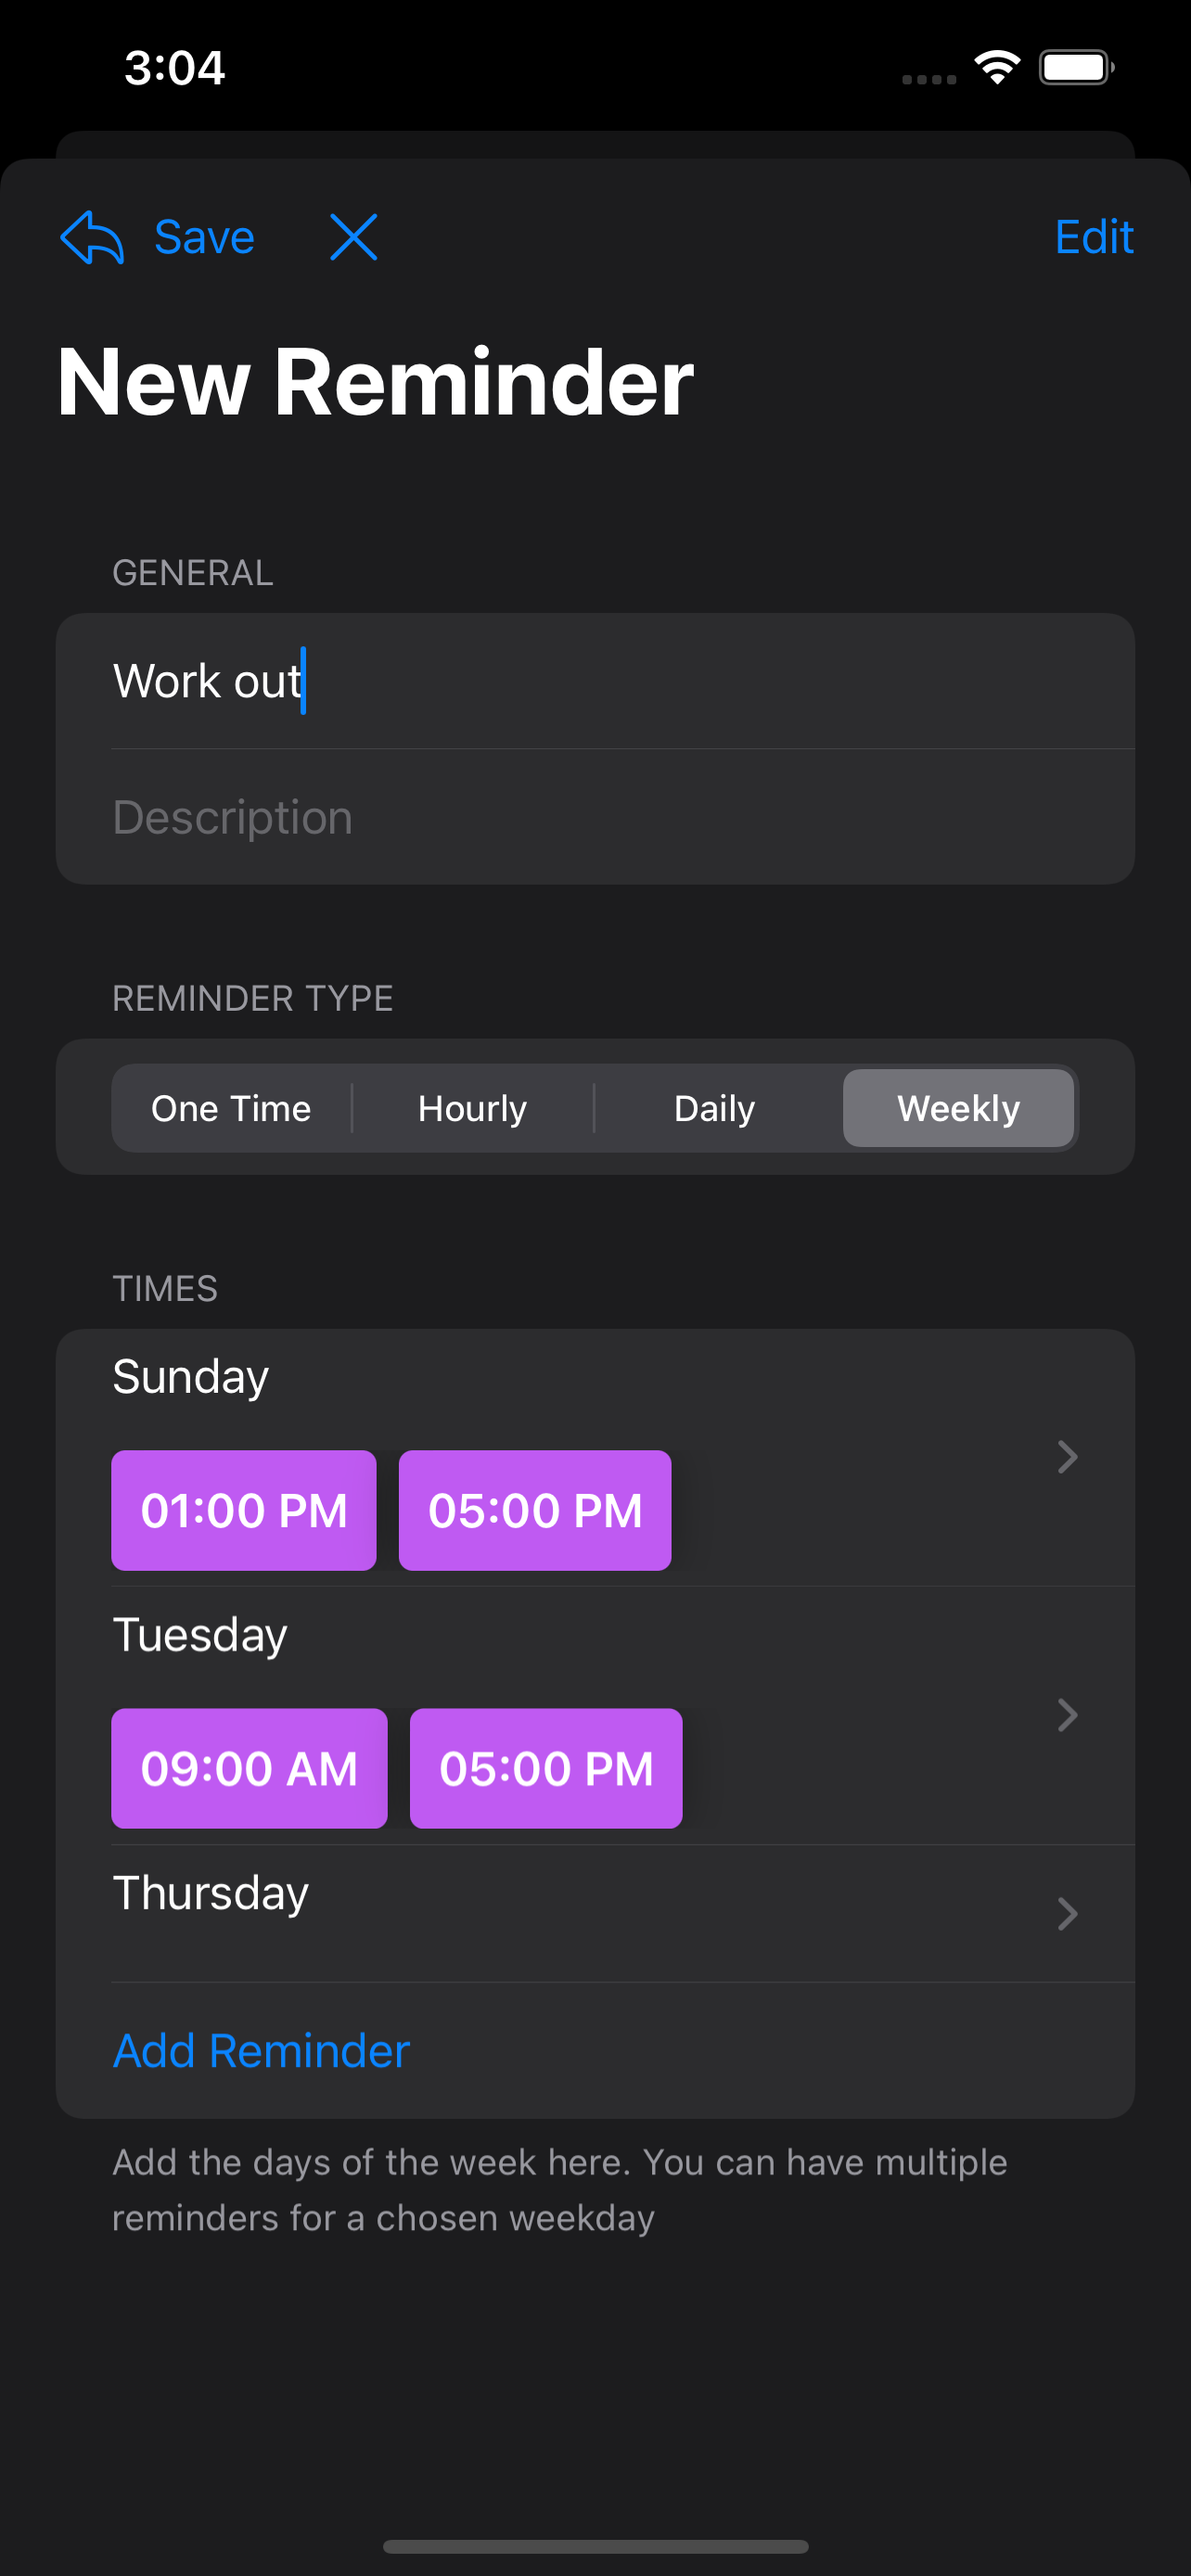 3:04
Save
Edit
New Reminder
GENERAL
Work out
Description
REMINDER TYPE
One Time Hourly Daily Weekly
TIMES
Sunday
01:00 PM 05:00 PM
Tuesday
09:00 AM 05:00 PM
Thursday
Add Reminder
Add the days of the week here. You can have multiple
reminders for a chosen weekday